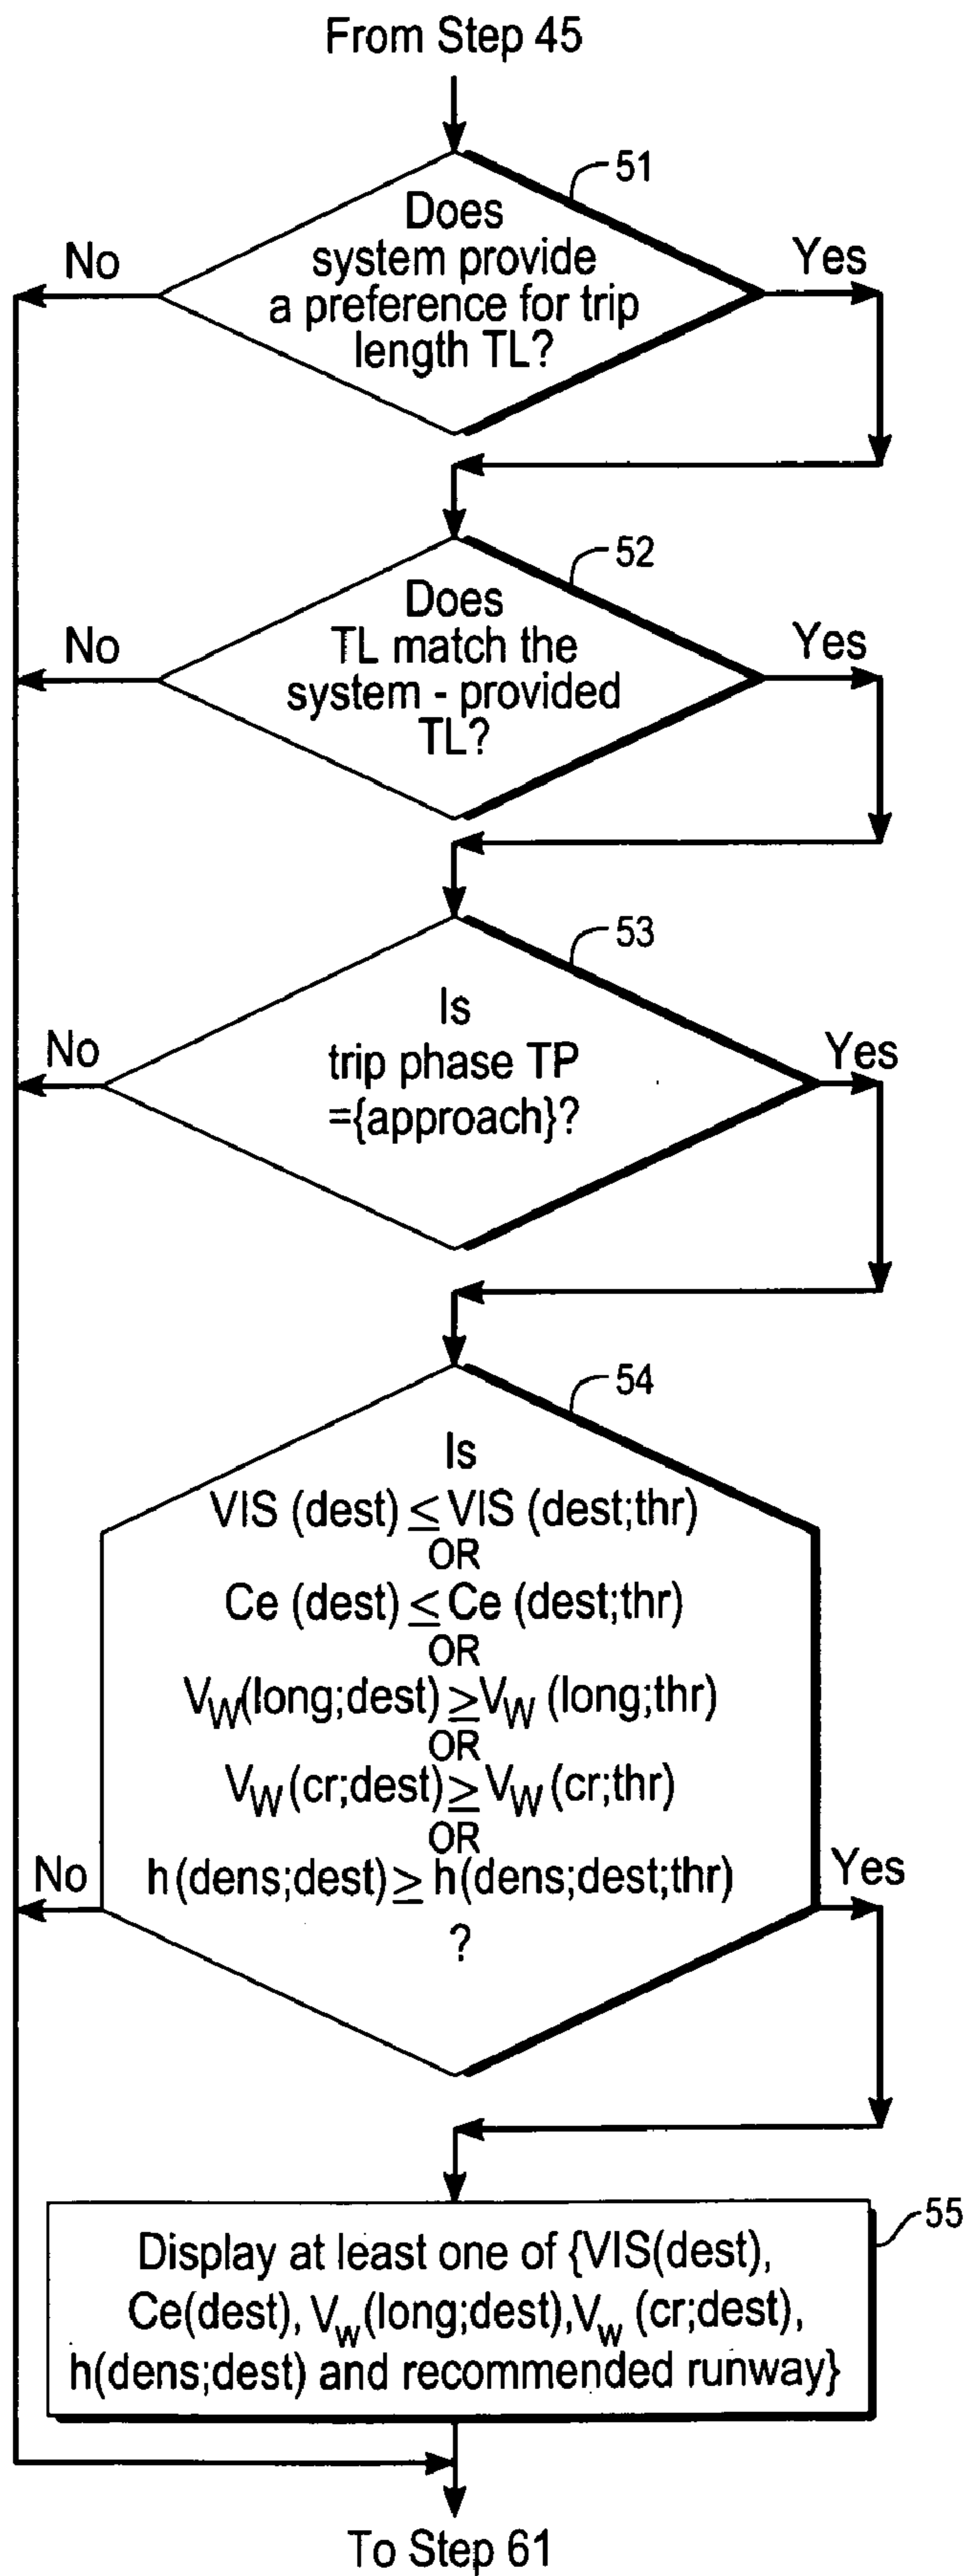 From Step 45
51
Does
system provide
a preference for trip
length TL?
No
Yes
52
Does
TL match the
system - provided
TL?
No
Yes
53
Is
trip phase TP
={approach}?
No
Yes
54
Is
VIS (dest) ≤ VIS (dest;thr)
OR
Ce (dest) ≤ Ce (dest;thr)
OR
VW(long;dest) ≥ VW (long;thr)
OR
VW(cr;dest) ≥ VW(cr;thr)
OR
h(dens;dest) ≥ h(dens;dest;thr)
?
No
Yes
55
Display at least one of {VIS(dest),
Ce(dest), Vw(long;dest),Vw (cr;dest),
h(dens;dest) and recommended runway}
To Step 61